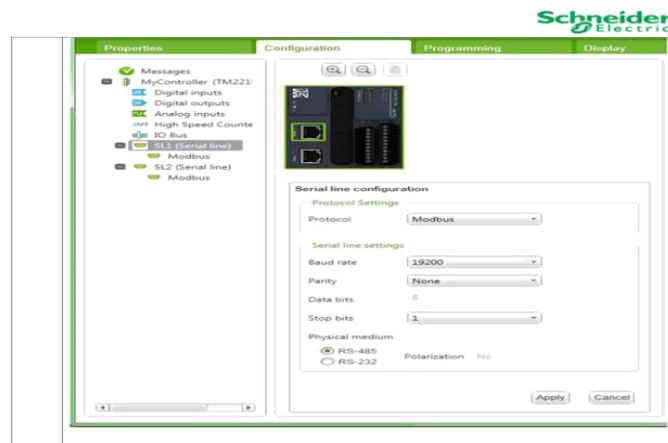 Schneider
Electric
Properties
Configuration
Programming
Display
Messages
MyController (TM221
Digital inputs
Digital outputs
Analog inputs
High Speed Counte
IO Bus
SL1 (Serial line)
Modbus
SL2 (Serial line)
Modbus
Serial line configuration
Protocol Settings
Protocol Modbus
Serial line settings
Baud rate 19200
Parity None
Data bits 8
Stop bits 1
Physical medium
RS-485
Polarization No
RS-232
Apply Cancel